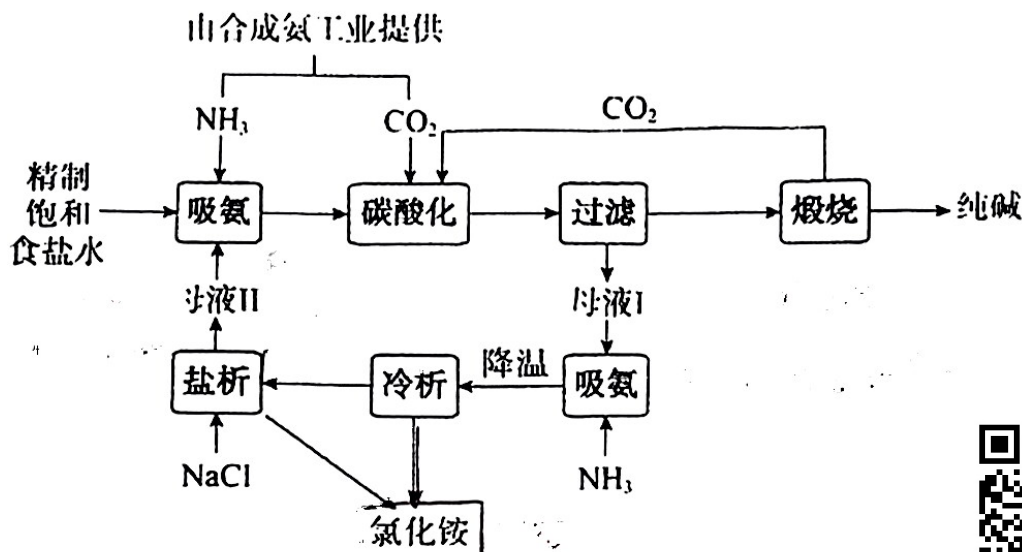 由合成氨工业提供
NH₃
CO₂
CO₂
精制
饱和
食盐水
吸氨
碳酸化
过滤
煅烧
纯碱
母液II
母液I
盐析
冷析
降温
吸氨
NaCl
NH₃
氯化铵